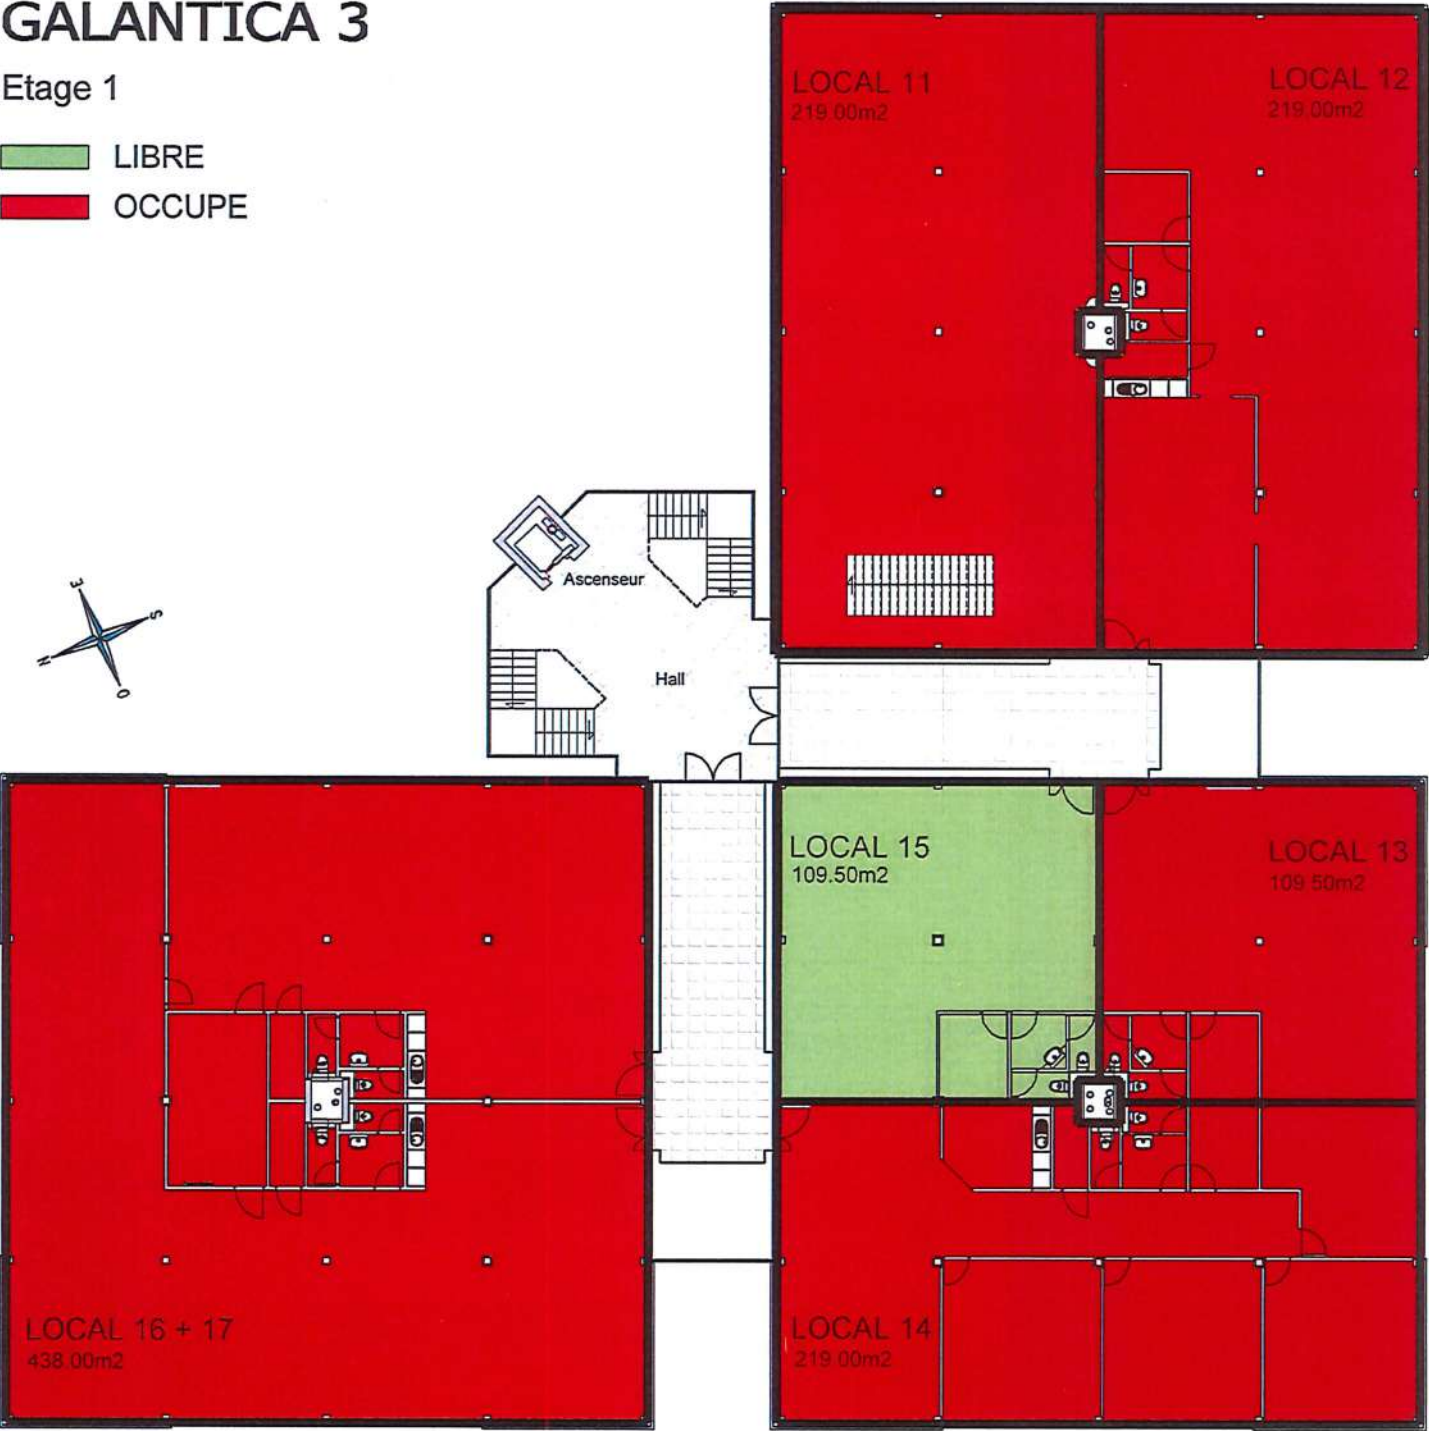 GALANTICA 3
Etage 1
LIBRE
OCCUPE
LOCAL 11
219.00m2
LOCAL 12
219.00m2
Ascenseur
Hall
E
S
N
O
LOCAL 15
109.50m2
LOCAL 13
109.50m2
LOCAL 16 + 17
438.00m2
LOCAL 14
219.00m2